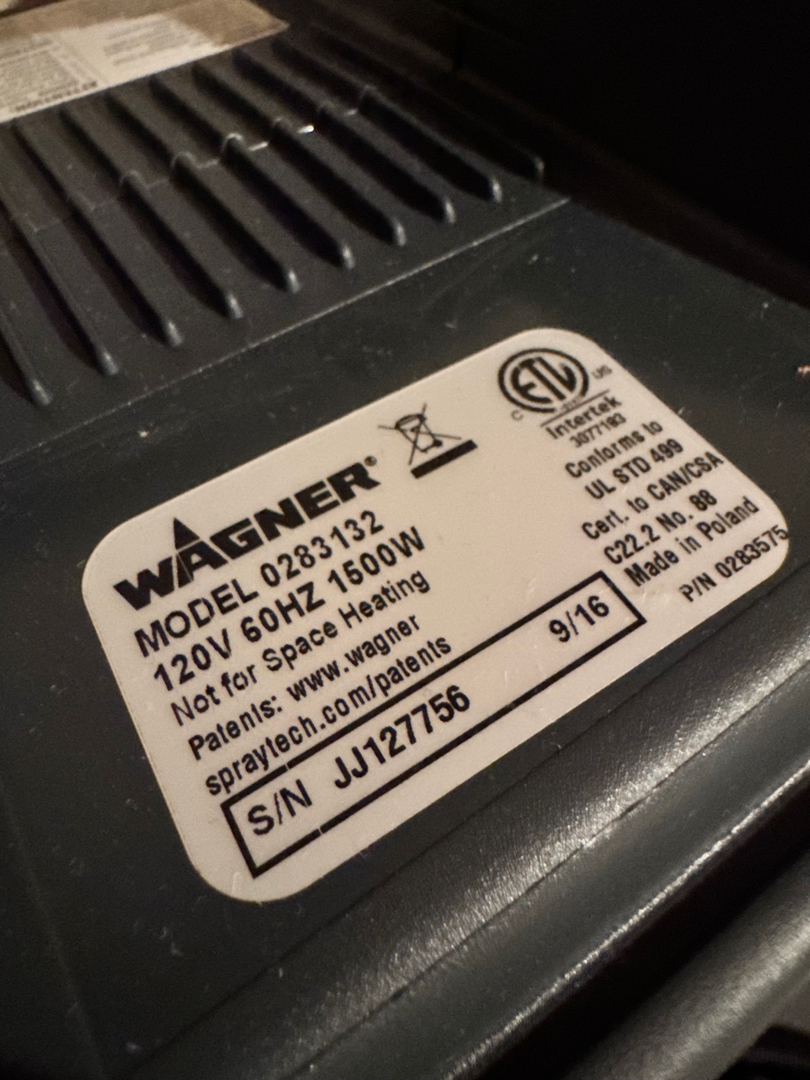 WAGNER®
MODEL 0283132
120V 60HZ 1500W
Not for Space Heating
Patents: www.wagner
spraytech.com/patents
S/N JJ127756 9/16
ETL
C US
Intertek
3077193
Conforms to
UL STD 499
Cert. to CAN/CSA
C22.2 No. 88
Made in Poland
P/N 0283575